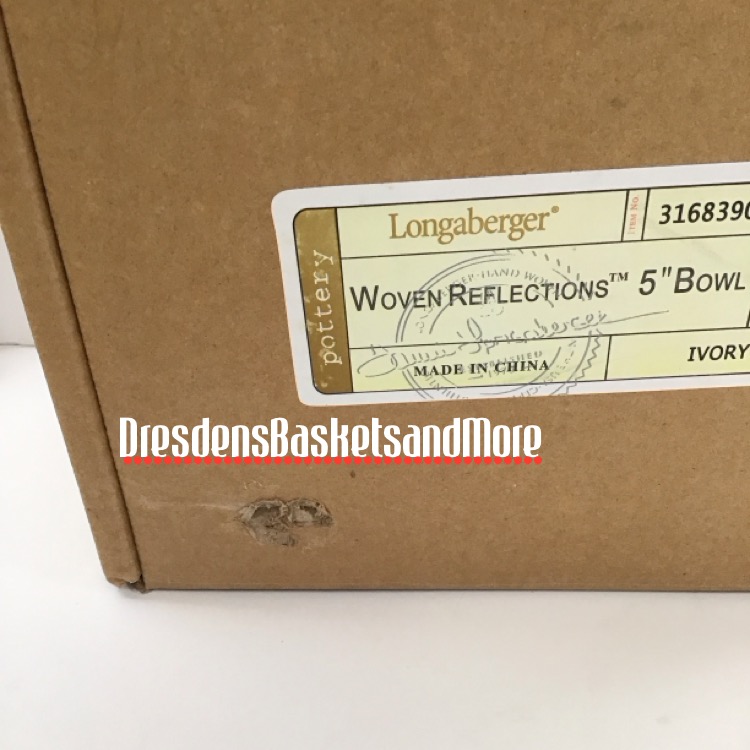 Longaberger®
ITEM NO.
3168390
pottery
WOVEN REFLECTIONS™ 5" BOWL
MADE IN CHINA
IVORY
DresdensBasketsandMore